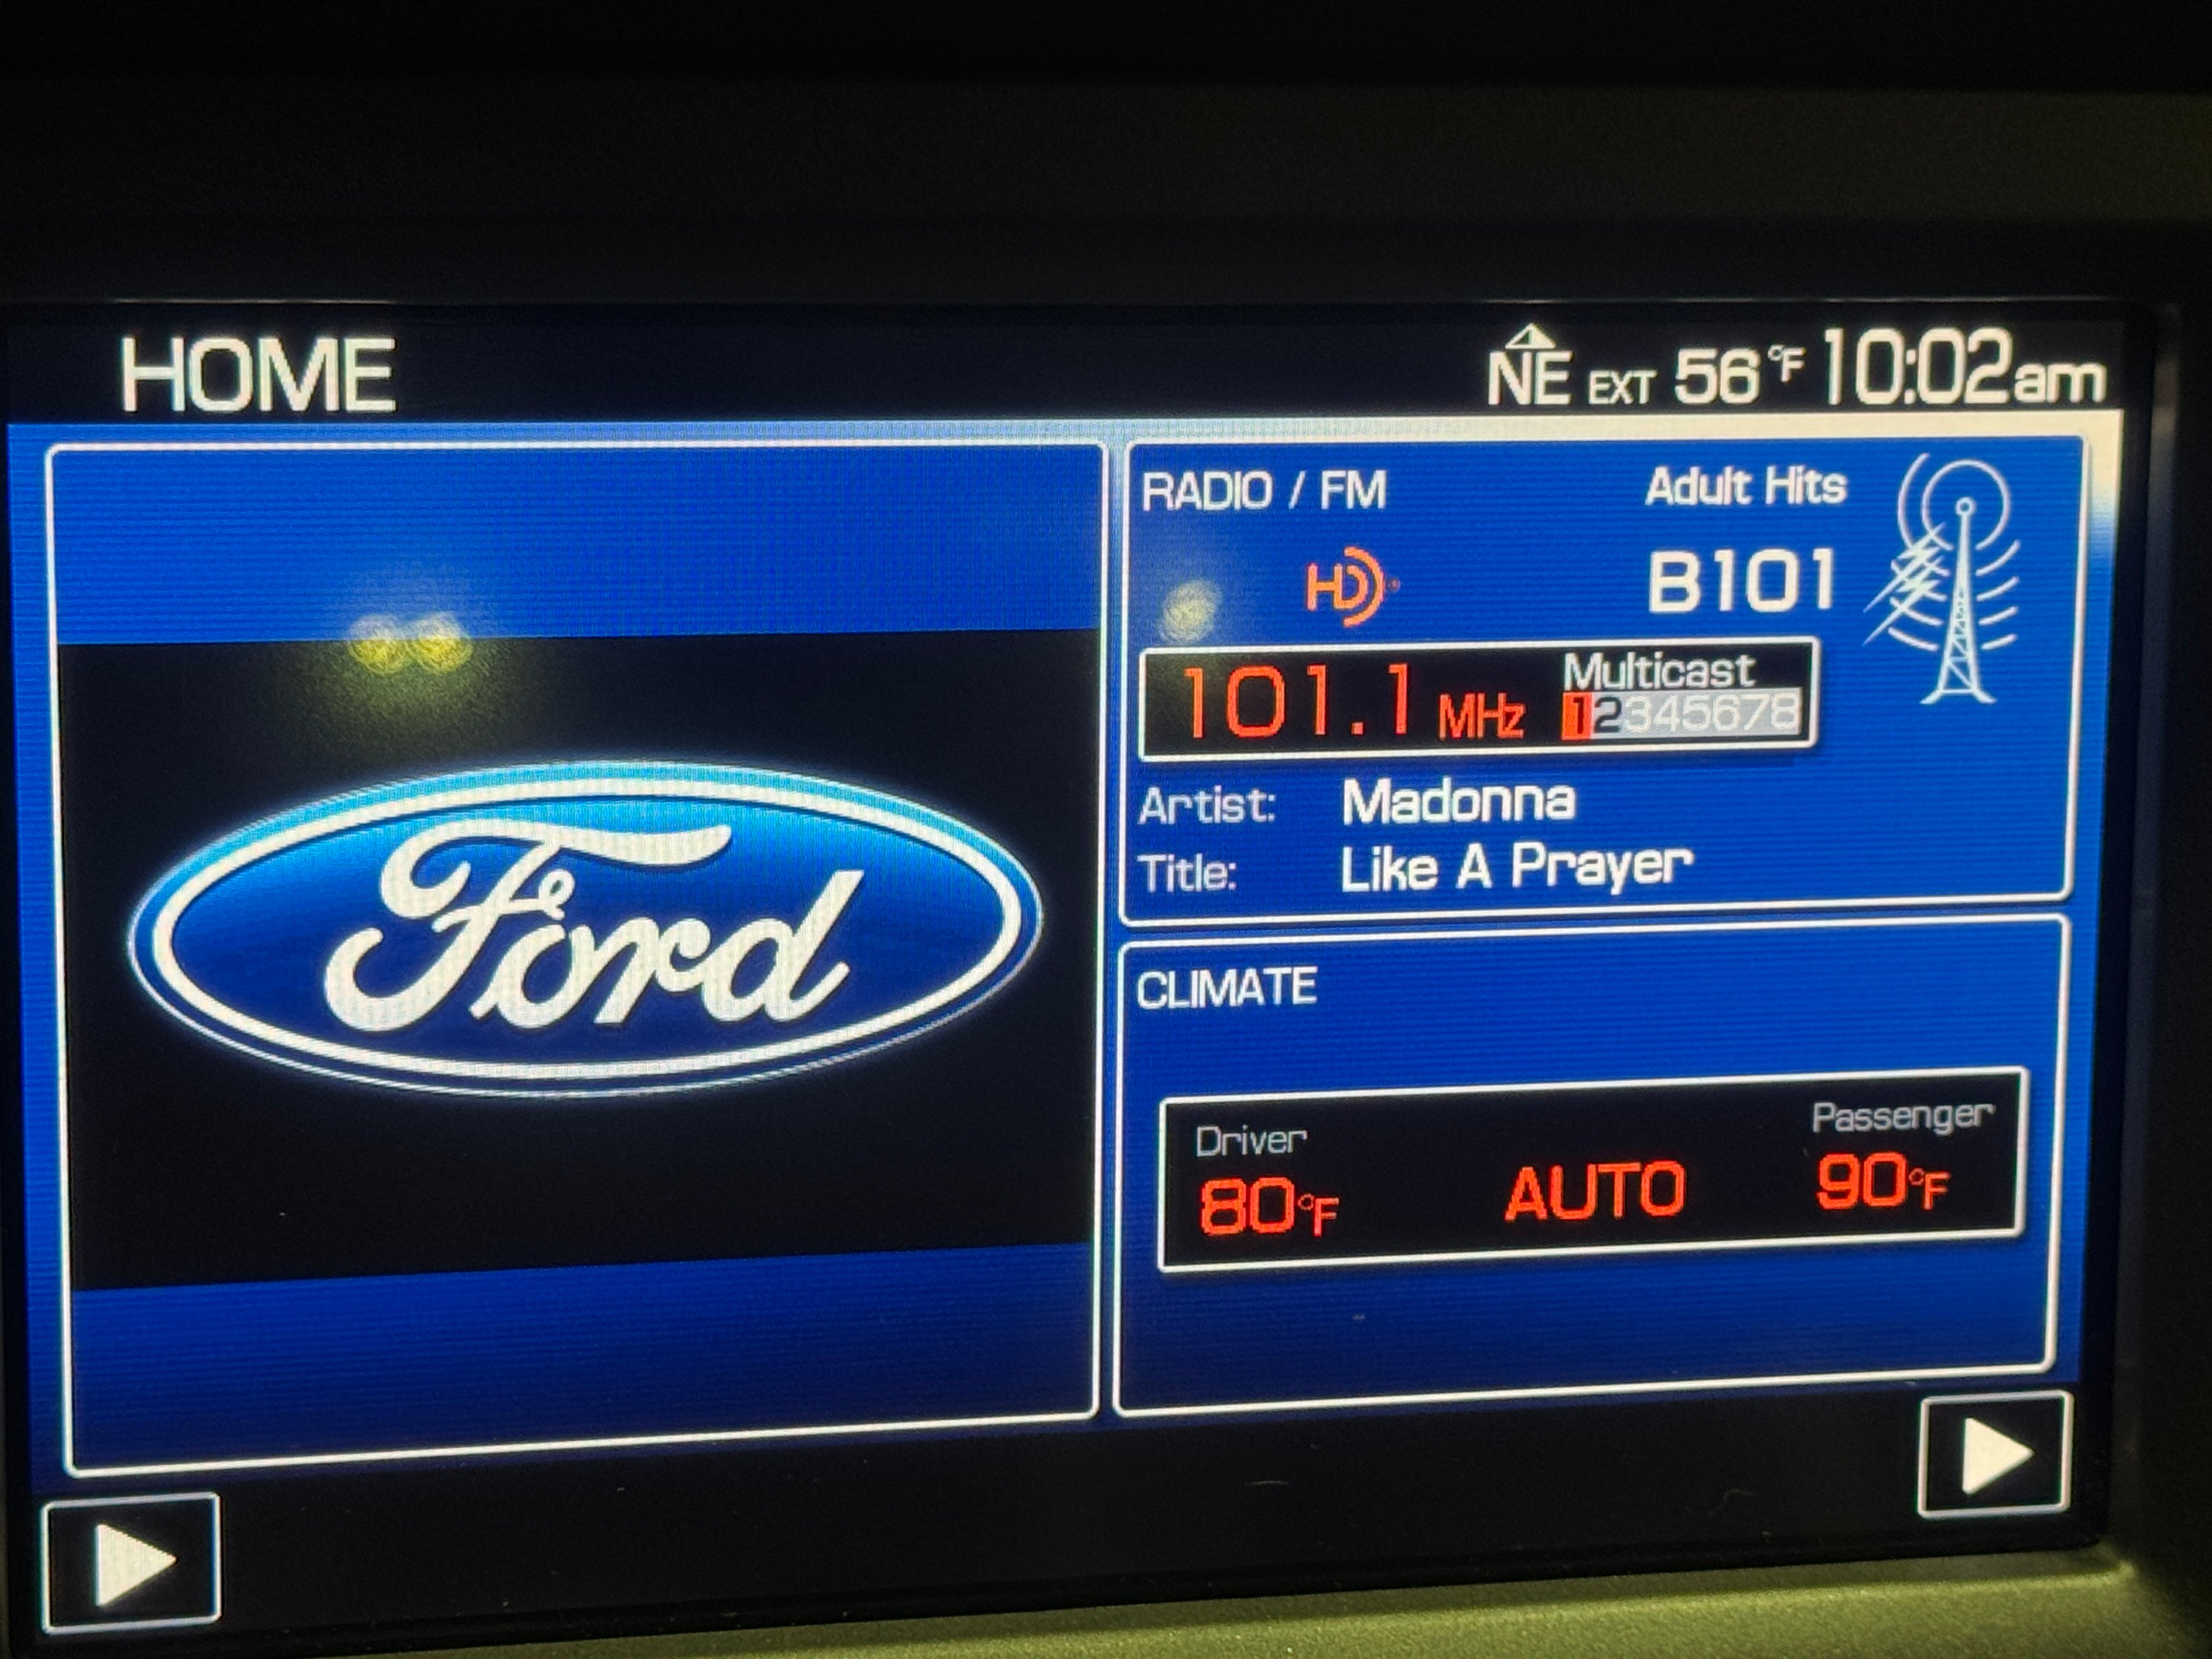 HOME
NE EXT 56°F 10:02am
Ford
RADIO / FM
Adult Hits
HD
B101
101.1 MHz
Multicast
12345678
Artist: Madonna
Title: Like A Prayer
CLIMATE
Driver
80°F
AUTO
Passenger
90°F